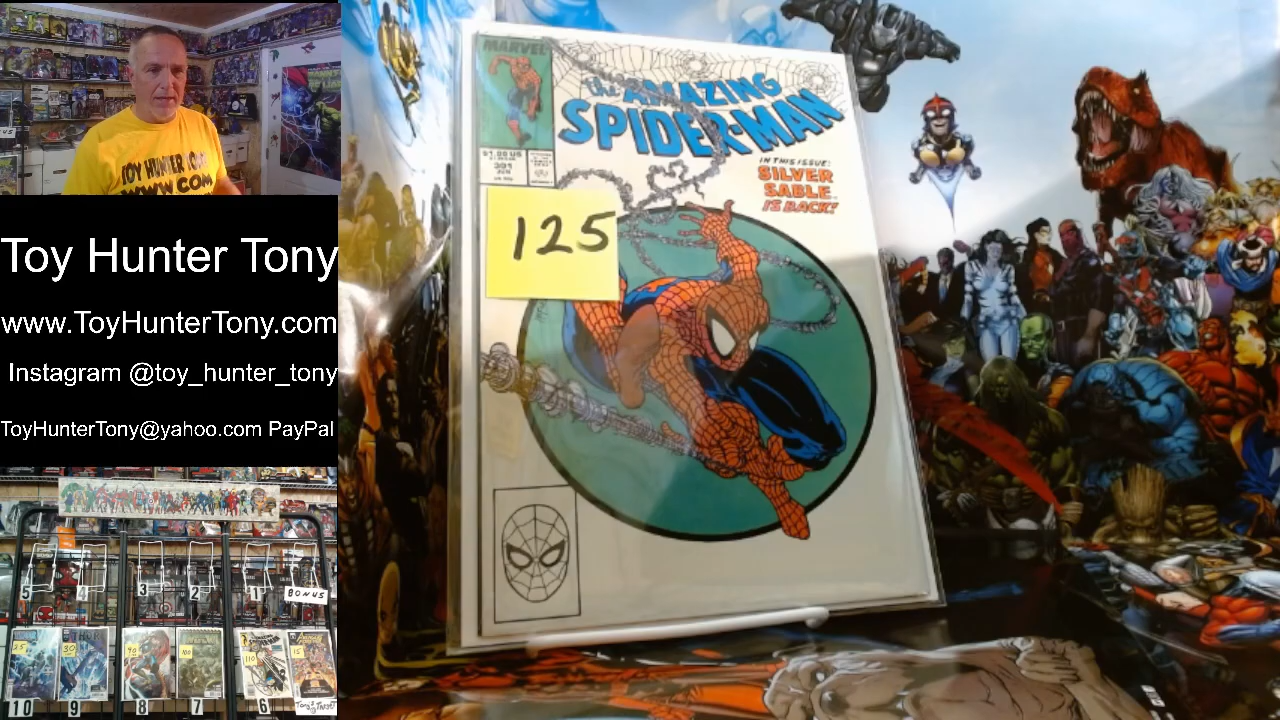 TOY HUNTER TONY
WWW COM
Toy Hunter Tony
www.ToyHunterTony.com
Instagram @toy_hunter_tony
ToyHunterTony@yahoo.com PayPal
5 4 3 2 1 BONUS
25 30 90 100 110 15
10 9 8 7 6
MARVEL
the AMAZING
SPIDER-MAN
$1.00 US
301
JUN
IN THIS ISSUE:
SILVER
SABLE
IS BACK!
125